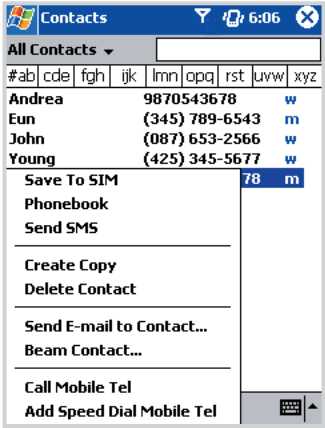 Contacts 6:06
All Contacts
#ab cde fgh ijk lmn opq rst uvw xyz
Andrea 9870543678 w
Eun (345) 789-6543 m
John (087) 653-2566 w
Young (425) 345-5677 w
78 m
Save To SIM
Phonebook
Send SMS
Create Copy
Delete Contact
Send E-mail to Contact...
Beam Contact...
Call Mobile Tel
Add Speed Dial Mobile Tel